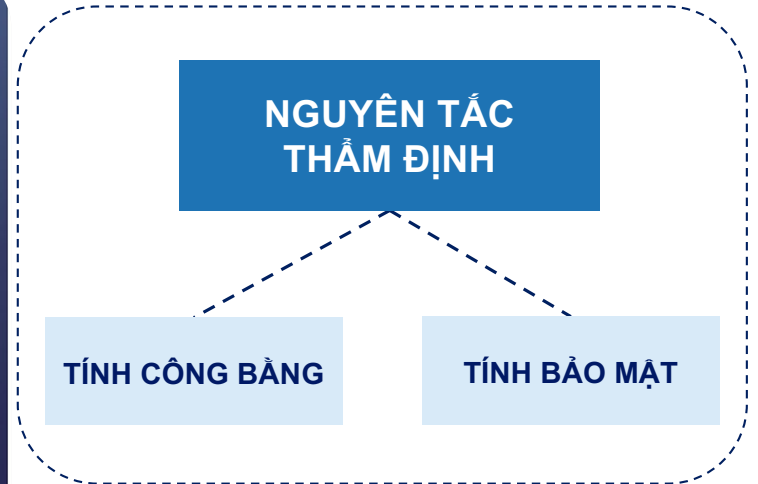 NGUYÊN TẮC
THẨM ĐỊNH
TÍNH CÔNG BẰNG
TÍNH BẢO MẬT